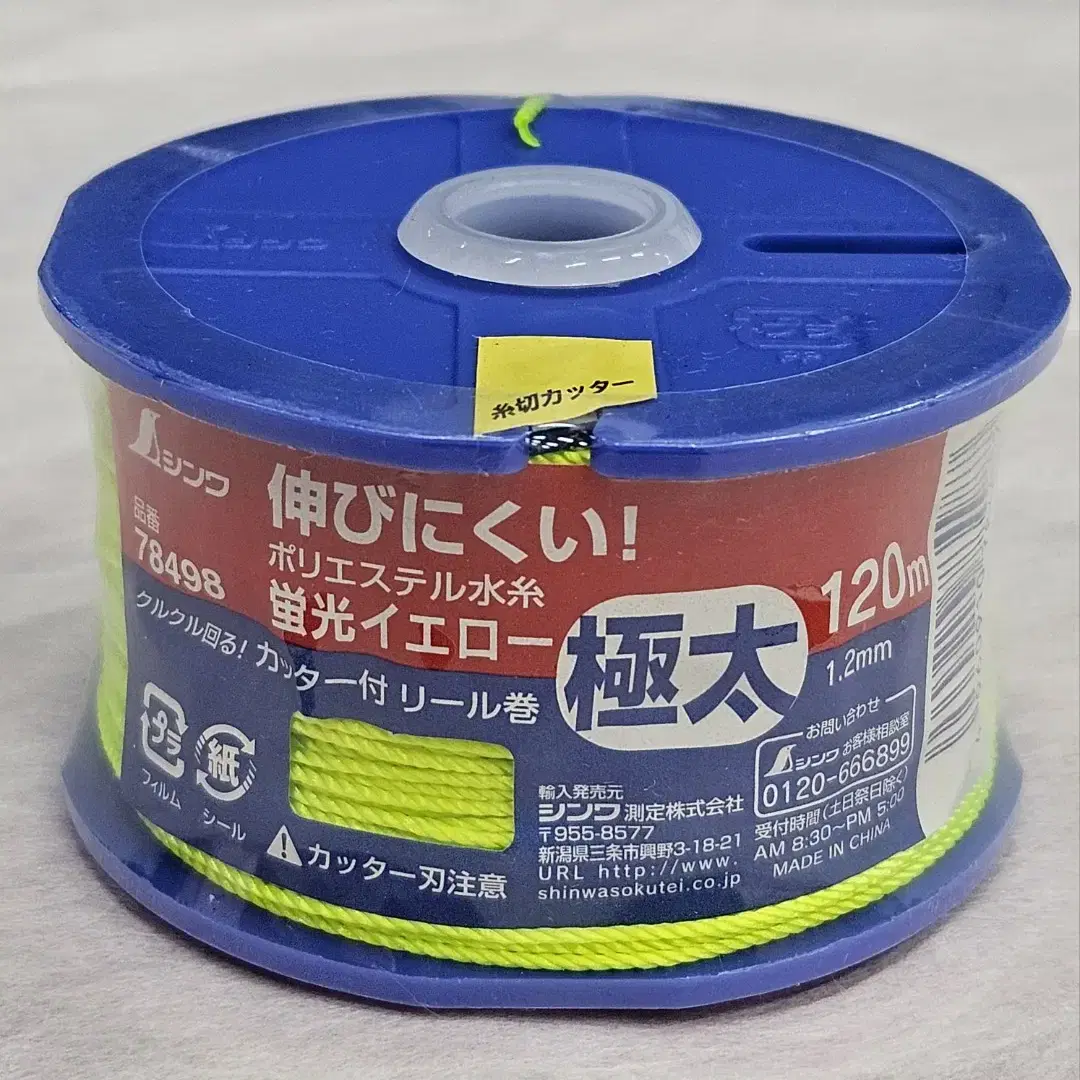 糸切カッター
シンワ
品番
78498
伸びにくい!
ポリエステル水糸
蛍光イエロー
極太
120m
1.2mm
クルクル回る! カッター付 リール巻
プラ
フィルム
紙
シール
⚠カッター刃注意
輸入発売元
シンワ測定株式会社
〒955-8577
新潟県三条市興野3-18-21
URL http://www.
shinwasokutei.co.jp
お問い合わせ
シンワ お客様相談室
0120-666899
受付時間(土日祭日除く)
AM 8:30~PM 5:00
MADE IN CHINA